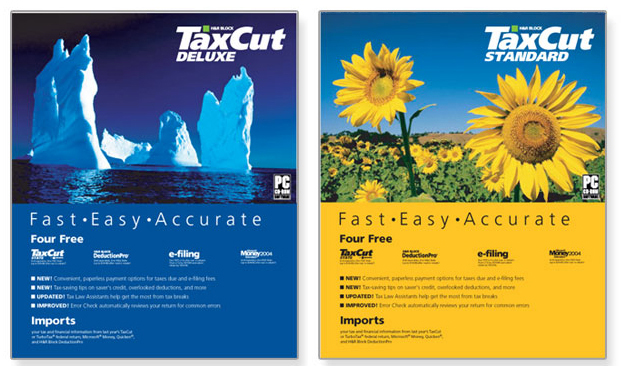 H&R BLOCK
TaxCut
DELUXE
PC
CD-ROM
Fast•Easy•Accurate
Four Free
TaxCut
STATE
H&R BLOCK
DeductionPro
e-filing
Money2004
■ NEW! Convenient, paperless payment options for taxes due and e-filing fees
■ NEW! Tax-saving tips on saver's credit, overlooked deductions, and more
■ UPDATED! Tax Law Assistants help get the most from tax breaks
■ IMPROVED! Error Check automatically reviews your return for common errors
Imports
your tax and financial information from last year's TaxCut
or TurboTax® federal return, Microsoft® Money, Quicken®,
and H&R Block DeductionPro
H&R BLOCK
TaxCut
STANDARD
PC
CD-ROM
Fast•Easy•Accurate
Four Free
TaxCut
STATE
H&R BLOCK
DeductionPro
e-filing
Money2004
■ NEW! Convenient, paperless payment options for taxes due and e-filing fees
■ NEW! Tax-saving tips on saver's credit, overlooked deductions, and more
■ UPDATED! Tax Law Assistants help get the most from tax breaks
■ IMPROVED! Error Check automatically reviews your return for common errors
Imports
your tax and financial information from last year's TaxCut
or TurboTax® federal return, Microsoft® Money, Quicken®,
and H&R Block DeductionPro